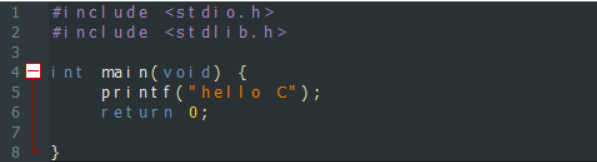 1 #include <stdio.h>
2 #include <stdlib.h>
3
4 int main(void) {
5 printf("hello C");
6 return 0;
7
8 }